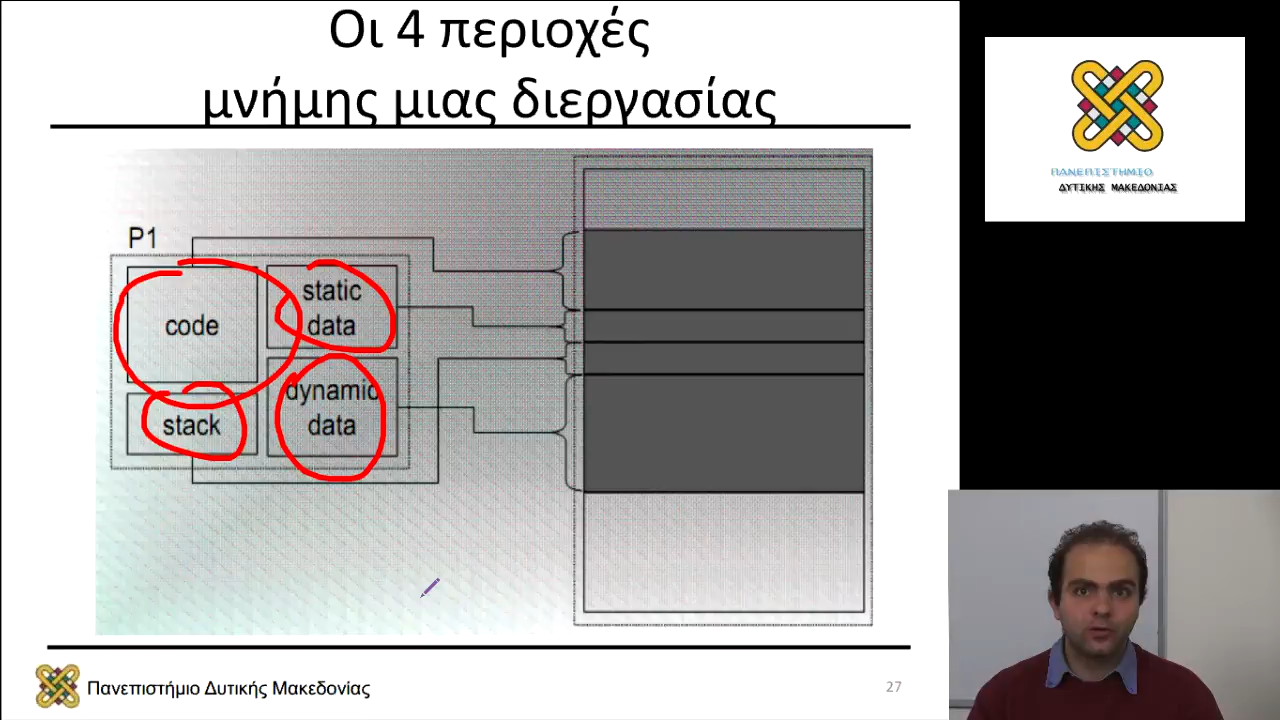 Οι 4 περιοχές
μνήμης μιας διεργασίας
P1
code
static
data
stack
dynamic
data
Πανεπιστήμιο Δυτικής Μακεδονίας
27
ΠΑΝΕΠΙΣΤΗΜΙΟ
ΔΥΤΙΚΗΣ ΜΑΚΕΔΟΝΙΑΣ